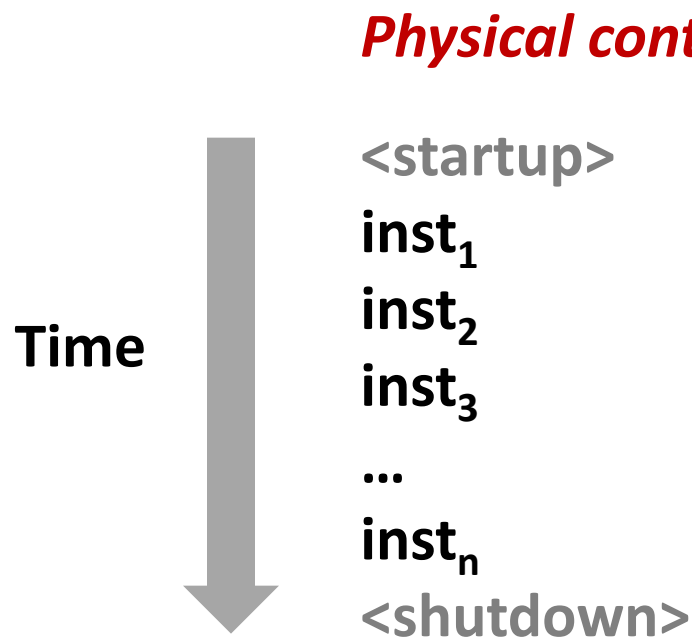 Physical cont
<startup>
inst₁
inst₂
Time
inst₃
…
instₙ
<shutdown>